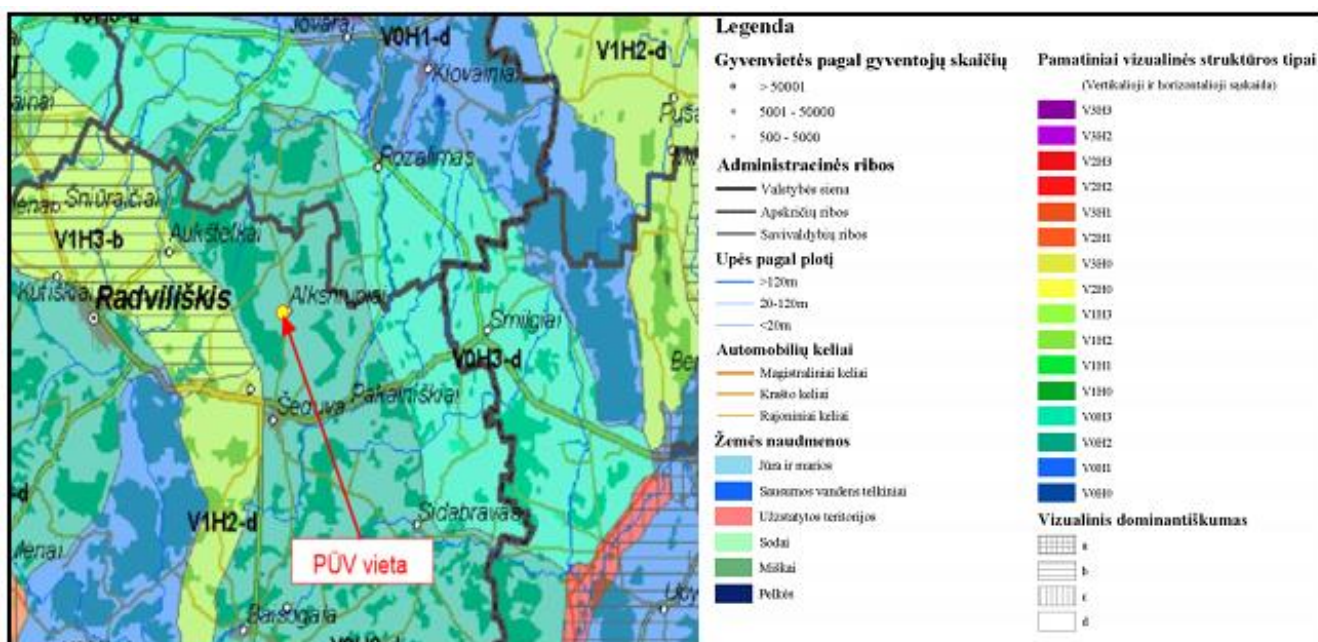 V0H1-d
Jovarai
Klovainiai
V1H2-d
Rozalimas
Šniūraičiai
Aukštelkai
V1H3-b
Radviliškis
Alksnupiai
Smilgiai
V0H3-d
Šeduva
Pakalniškiai
V1H2-d
Sidabravas
PŪV vieta
Baisogala
Legenda
Gyvenvietės pagal gyventojų skaičių
> 50001
5001 - 50000
500 - 5000
Administracinės ribos
Valstybės siena
Apskričių ribos
Savivaldybių ribos
Upės pagal plotį
>120m
20-120m
<20m
Automobilių keliai
Magistraliniai keliai
Krašto keliai
Rajoniniai keliai
Žemės naudmenos
Jūra ir marios
Sausumos vandens telkiniai
Užstatytos teritorijos
Sodai
Miškai
Pelkės
Pamatiniai vizualinės struktūros tipai
(Vertikalioji ir horizontalioji sąskaida)
V3H3
V3H2
V2H3
V2H2
V3H1
V2H1
V3H0
V2H0
V1H3
V1H2
V1H1
V1H0
V0H3
V0H2
V0H1
V0H0
Vizualinis dominantiškumas
a
b
c
d